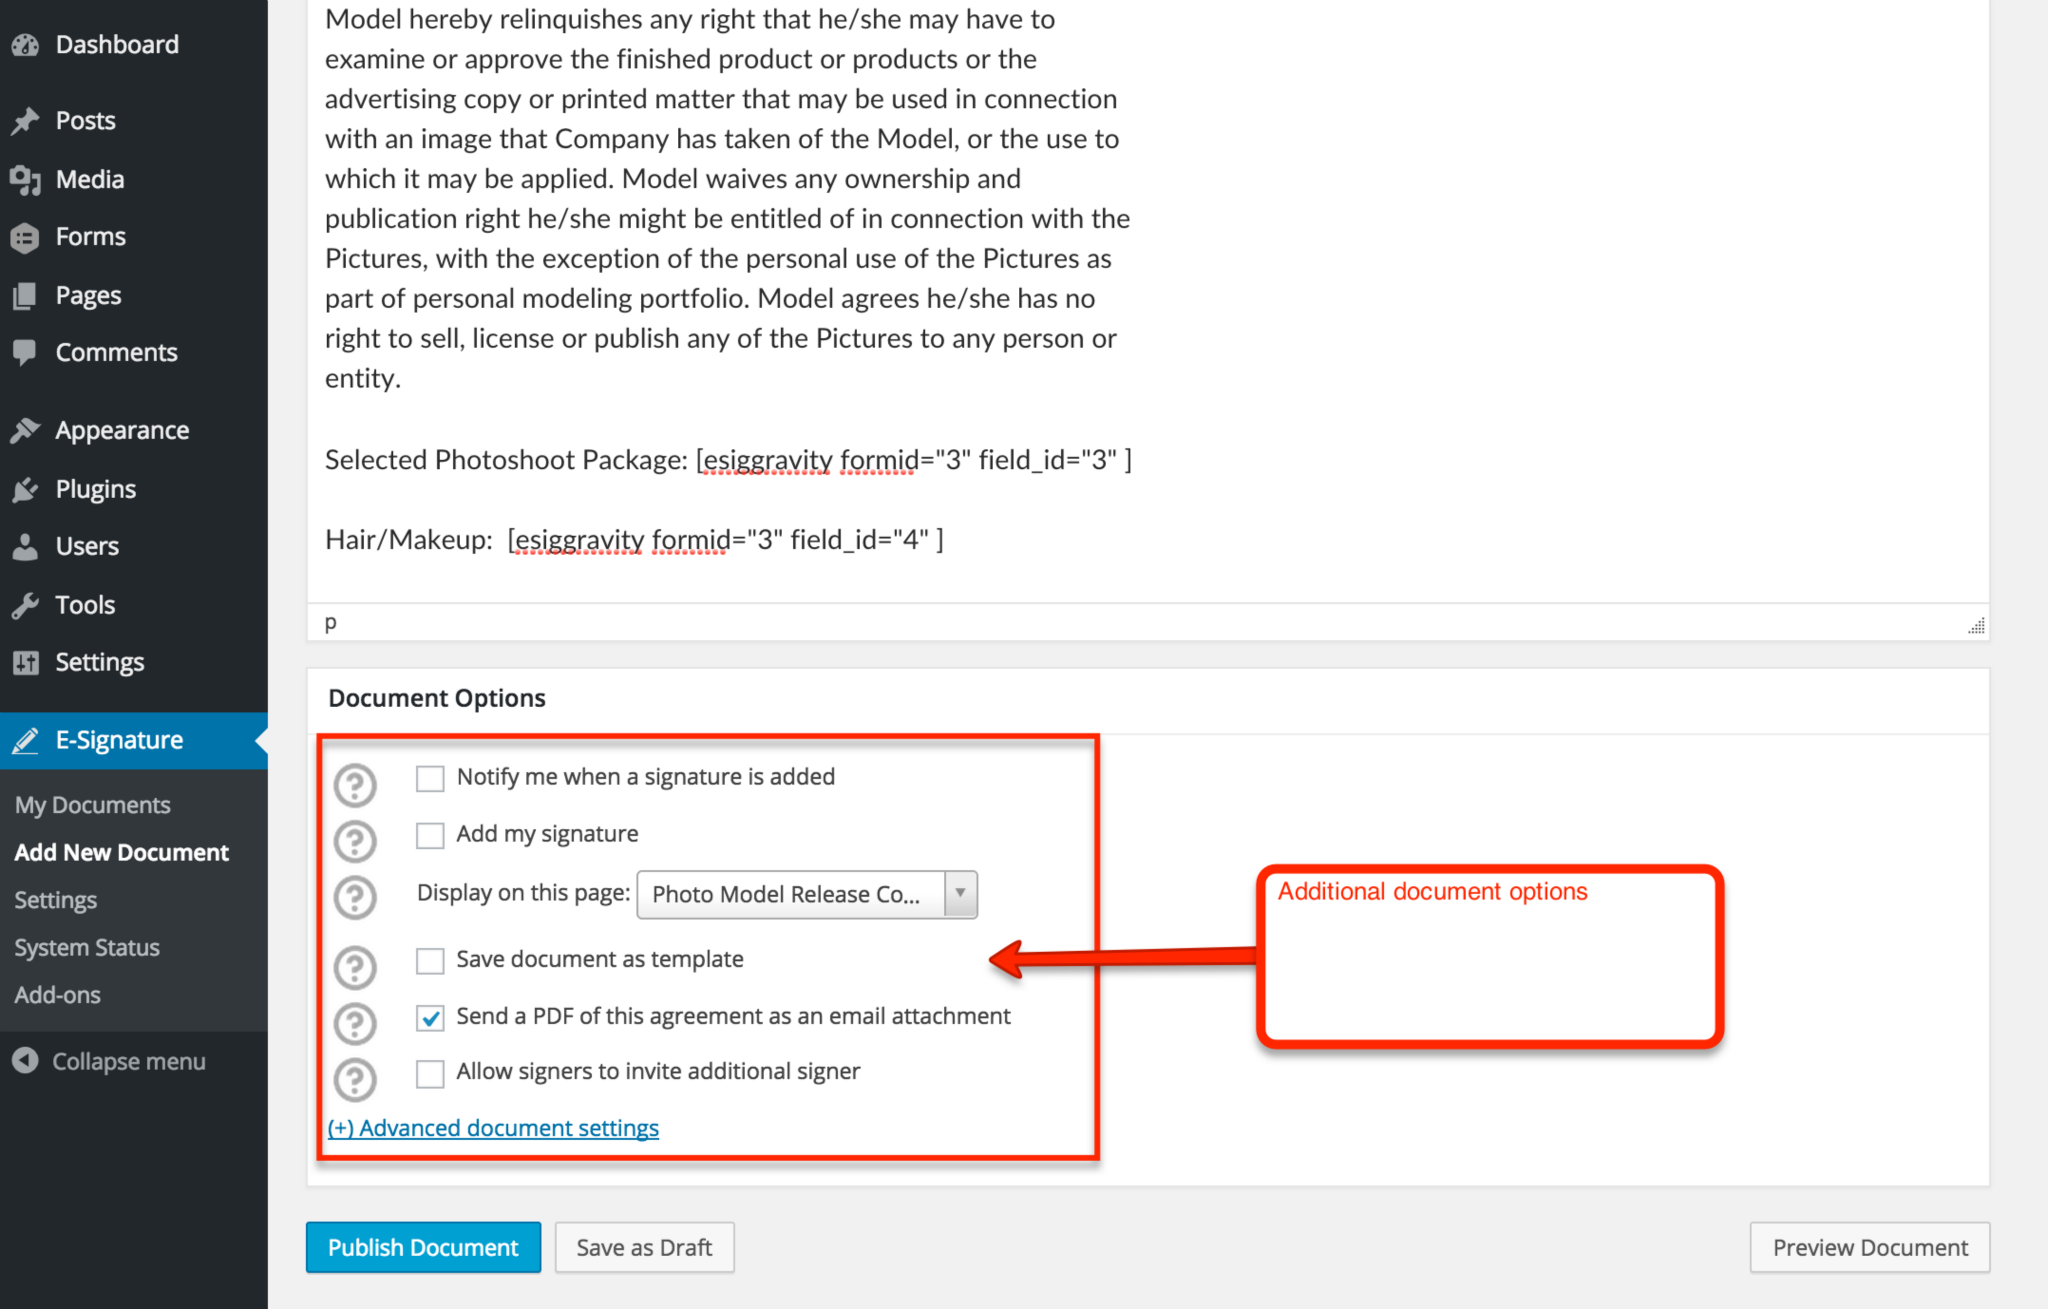 Dashboard
Posts
Media
Forms
Pages
Comments
Appearance
Plugins
Users
Tools
Settings
E-Signature
My Documents
Add New Document
Settings
System Status
Add-ons
Collapse menu
Model hereby relinquishes any right that he/she may have to
examine or approve the finished product or products or the
advertising copy or printed matter that may be used in connection
with an image that Company has taken of the Model, or the use to
which it may be applied. Model waives any ownership and
publication right he/she might be entitled of in connection with the
Pictures, with the exception of the personal use of the Pictures as
part of personal modeling portfolio. Model agrees he/she has no
right to sell, license or publish any of the Pictures to any person or
entity.
Selected Photoshoot Package: [esiggravity formid="3" field_id="3" ]
Hair/Makeup:  [esiggravity formid="3" field_id="4" ]
p
Document Options
? Notify me when a signature is added
? Add my signature
? Display on this page: Photo Model Release Co...
? Save document as template
? Send a PDF of this agreement as an email attachment
? Allow signers to invite additional signer
(+) Advanced document settings
Additional document options
Publish Document
Save as Draft
Preview Document